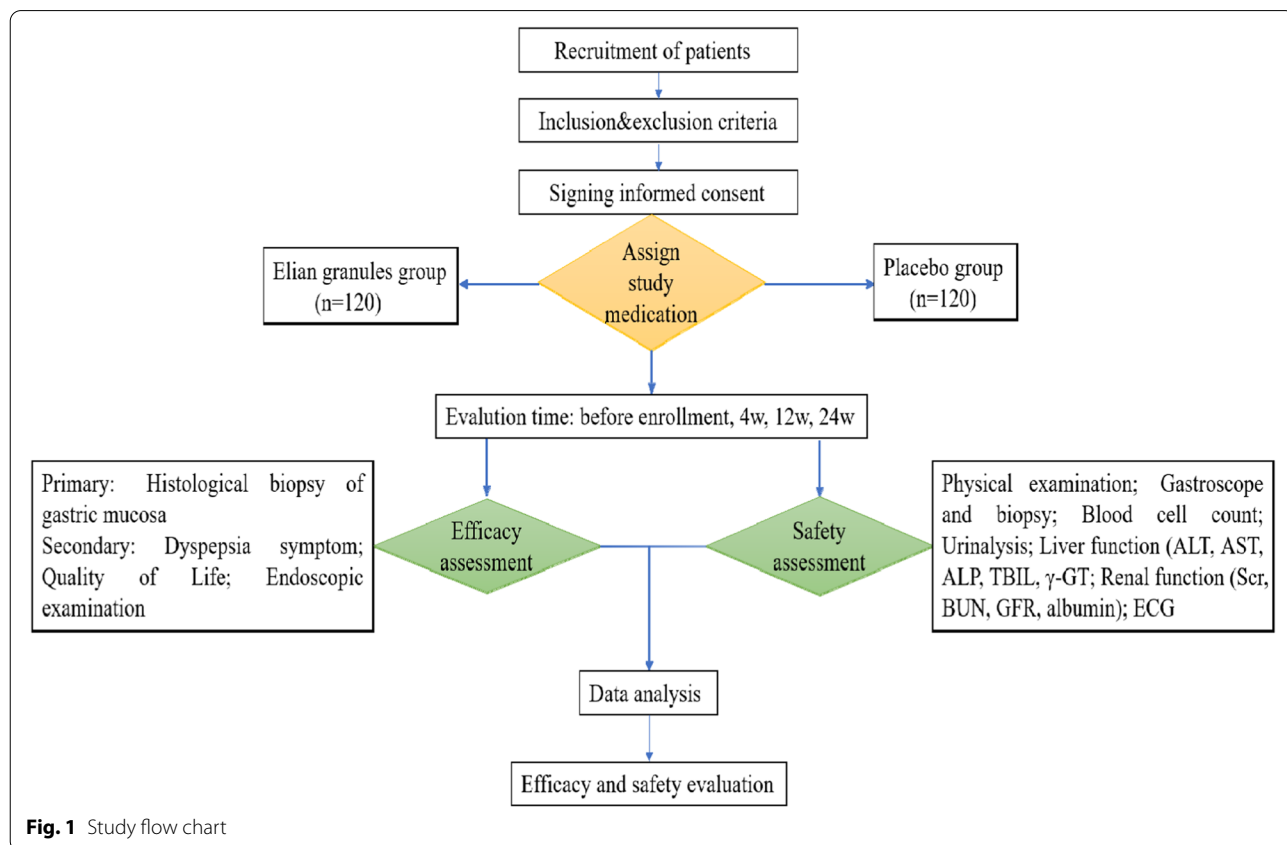 Recruitment of patients
Inclusion&exclusion criteria
Signing informed consent
Assign
study
medication
Elian granules group
(n=120)
Placebo group
(n=120)
Evalution time: before enrollment, 4w, 12w, 24w
Primary: Histological biopsy of
gastric mucosa
Secondary: Dyspepsia symptom;
Quality of Life; Endoscopic
examination
Efficacy
assessment
Safety
assessment
Physical examination; Gastroscope
and biopsy; Blood cell count;
Urinalysis; Liver function (ALT, AST,
ALP, TBIL, γ-GT; Renal function (Scr,
BUN, GFR, albumin); ECG
Data analysis
Efficacy and safety evaluation
Fig. 1 Study flow chart